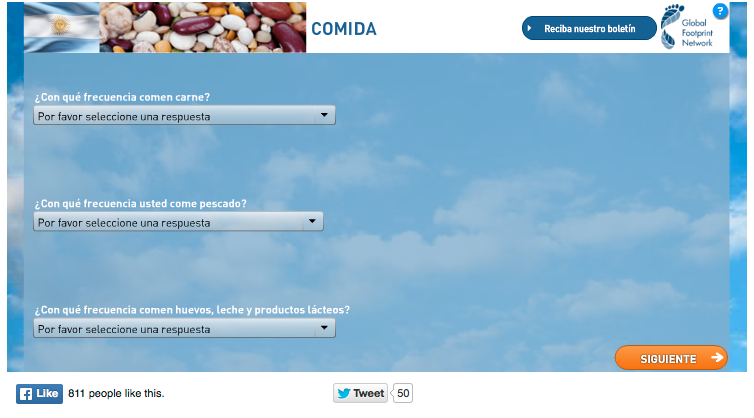 COMIDA
Reciba nuestro boletín
Global
Footprint
Network
?
¿Con qué frecuencia comen carne?
Por favor seleccione una respuesta
¿Con qué frecuencia usted come pescado?
Por favor seleccione una respuesta
¿Con qué frecuencia comen huevos, leche y productos lácteos?
Por favor seleccione una respuesta
SIGUIENTE
Like 811 people like this.
Tweet 50